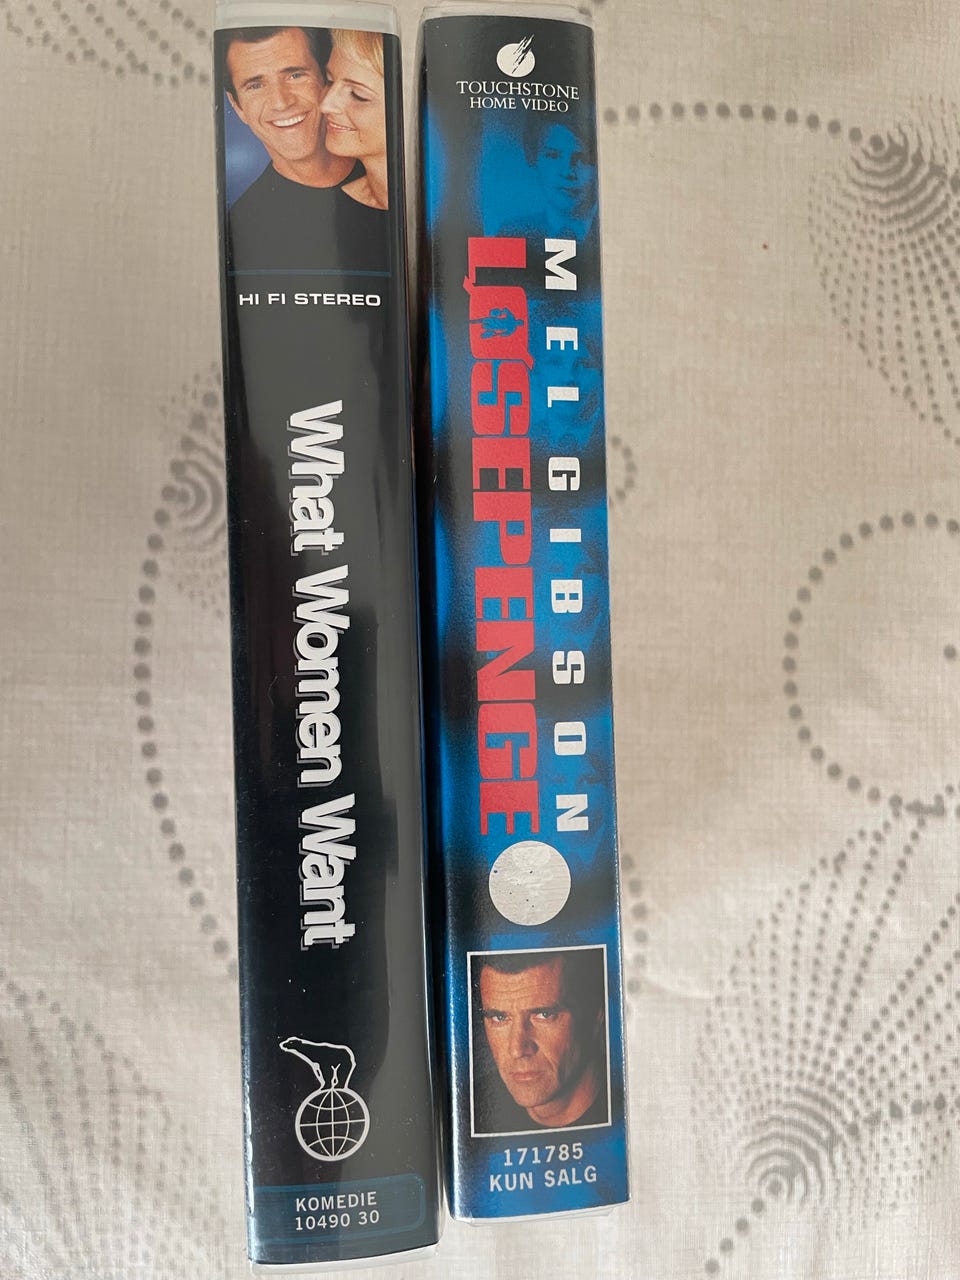 HI FI STEREO
What Women Want
KOMEDIE
10490 30
TOUCHSTONE
HOME VIDEO
MEL GIBSON
LØSEPENGE
171785
KUN SALG